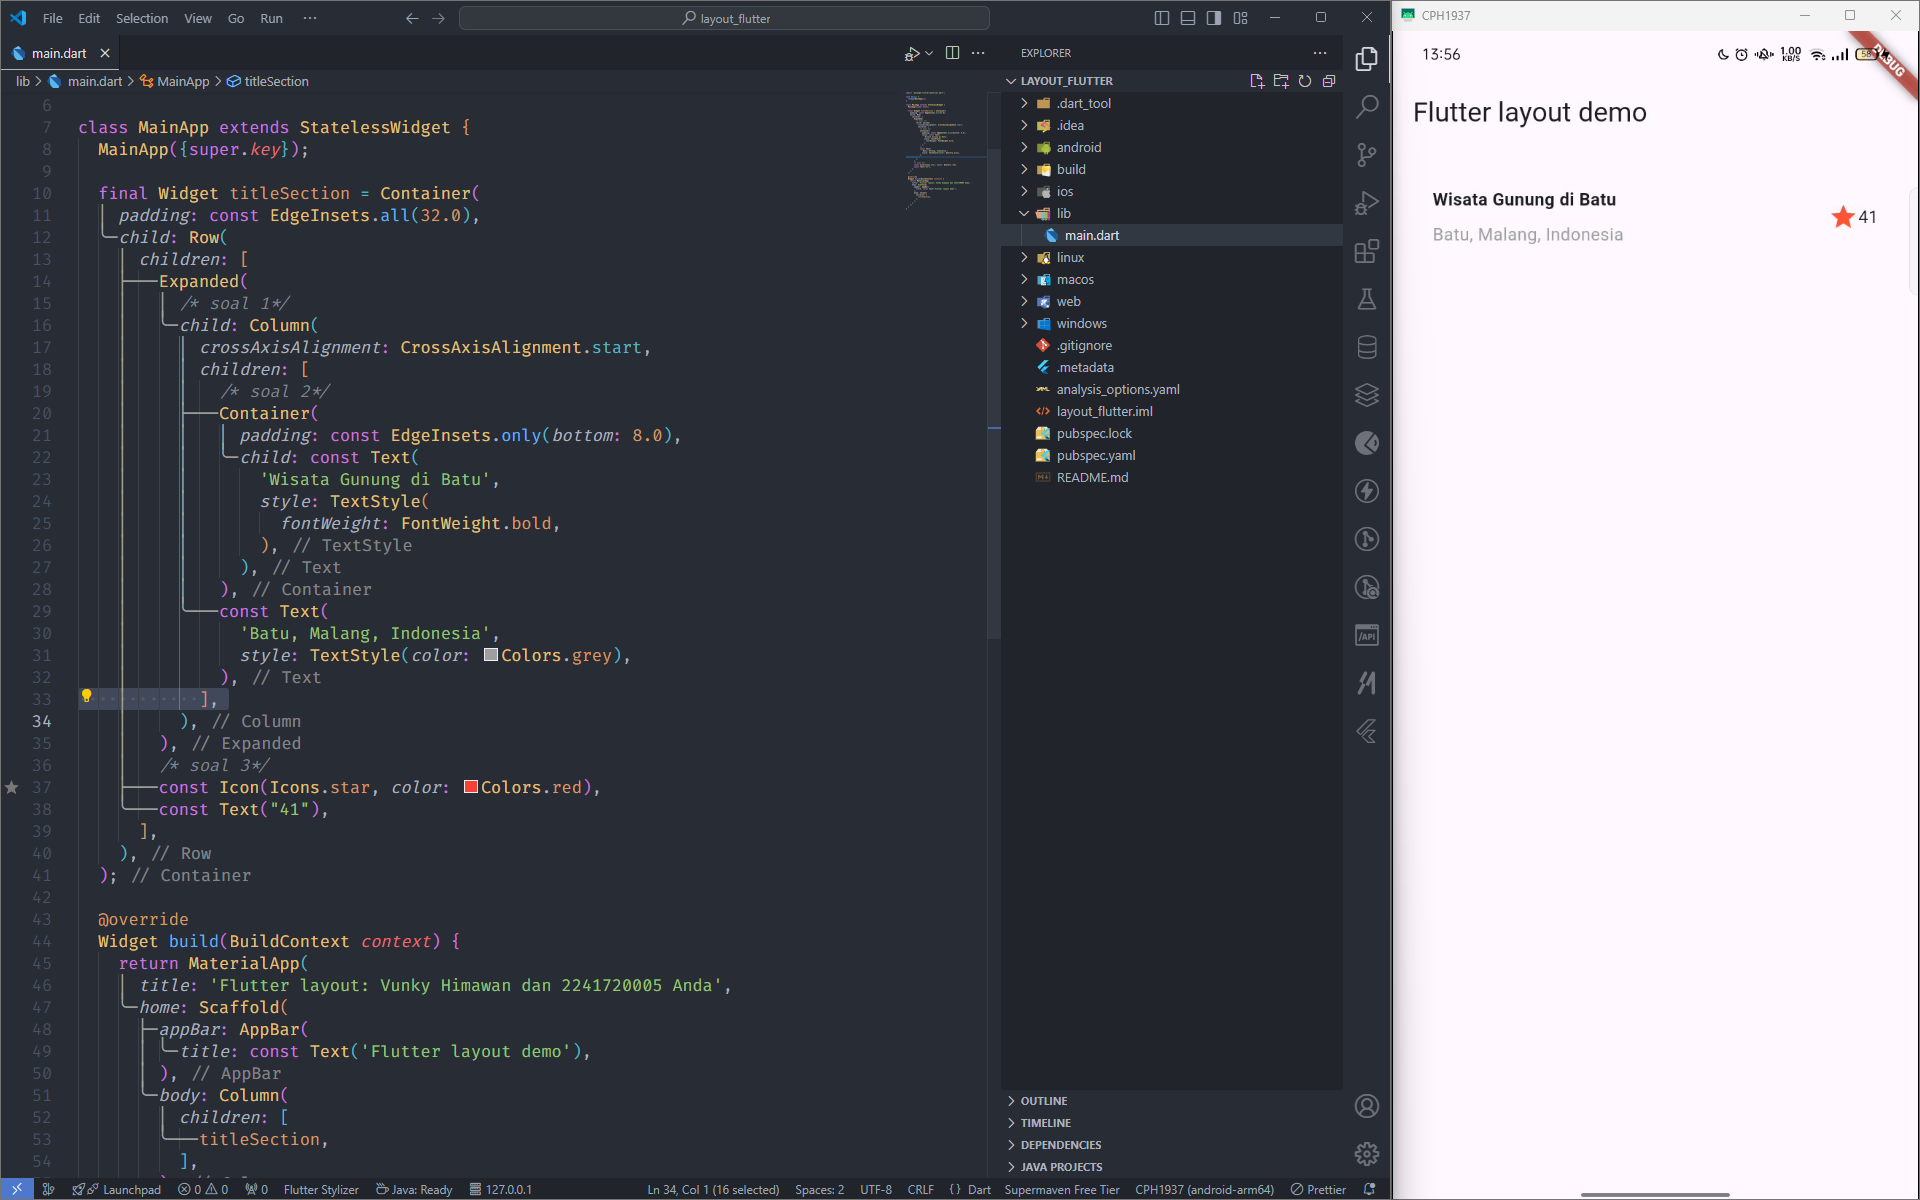 File Edit Selection View Go Run ··· layout_flutter
main.dart
lib > main.dart > MainApp > titleSection
6
7 class MainApp extends StatelessWidget {
8 MainApp({super.key});
9
10 final Widget titleSection = Container(
11 padding: const EdgeInsets.all(32.0),
12 child: Row(
13 children: [
14 Expanded(
15 /* soal 1*/
16 child: Column(
17 crossAxisAlignment: CrossAxisAlignment.start,
18 children: [
19 /* soal 2*/
20 Container(
21 padding: const EdgeInsets.only(bottom: 8.0),
22 child: const Text(
23 'Wisata Gunung di Batu',
24 style: TextStyle(
25 fontWeight: FontWeight.bold,
26 ), // TextStyle
27 ), // Text
28 ), // Container
29 const Text(
30 'Batu, Malang, Indonesia',
31 style: TextStyle(color: Colors.grey),
32 ), // Text
33 ],
34 ), // Column
35 ), // Expanded
36 /* soal 3*/
37 const Icon(Icons.star, color: Colors.red),
38 const Text("41"),
39 ],
40 ), // Row
41 ); // Container
42
43 @override
44 Widget build(BuildContext context) {
45 return MaterialApp(
46 title: 'Flutter layout: Vunky Himawan dan 2241720005 Anda',
47 home: Scaffold(
48 appBar: AppBar(
49 title: const Text('Flutter layout demo'),
50 ), // AppBar
51 body: Column(
52 children: [
53 titleSection,
54 ],
EXPLORER
LAYOUT_FLUTTER
.dart_tool
.idea
android
build
ios
lib
main.dart
linux
macos
web
windows
.gitignore
.metadata
analysis_options.yaml
layout_flutter.iml
pubspec.lock
pubspec.yaml
README.md
OUTLINE
TIMELINE
DEPENDENCIES
JAVA PROJECTS
/API
Launchpad 0 0 0 Flutter Stylizer Java: Ready 127.0.0.1 Ln 34, Col 1 (16 selected) Spaces: 2 UTF-8 CRLF {} Dart Supermaven Free Tier CPH1937 (android-arm64) Prettier
CPH1937
13:56 1.00 KB/S
Flutter layout demo
Wisata Gunung di Batu
Batu, Malang, Indonesia
41